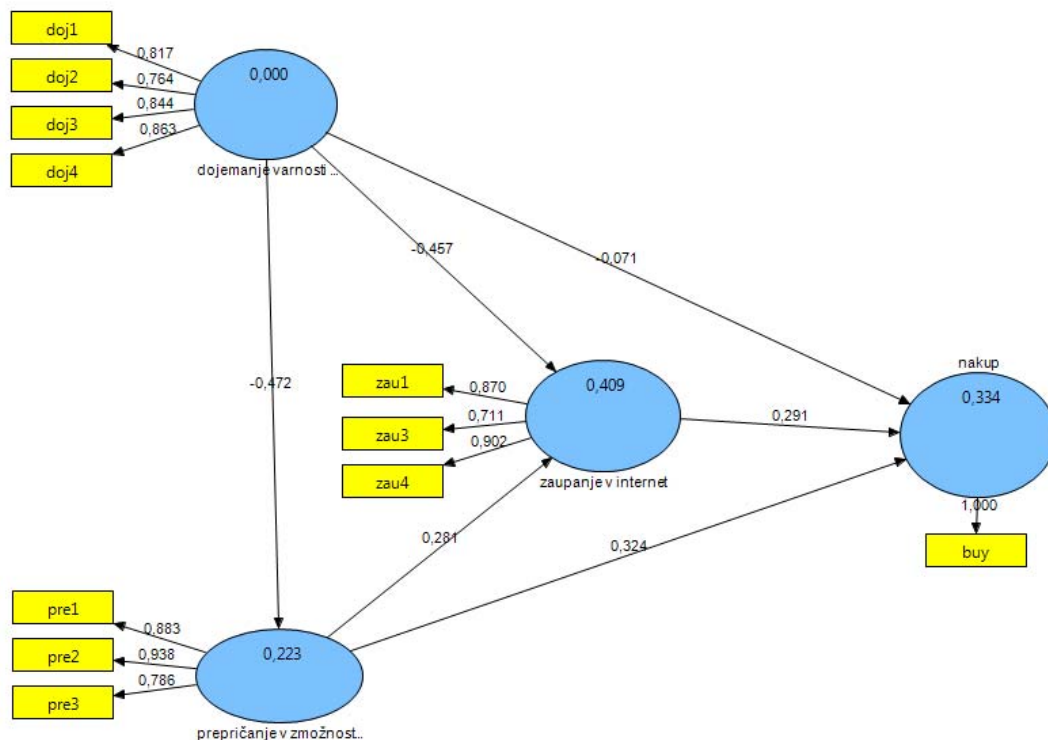 doj1
0,817
doj2
0,764
doj3
0,844
doj4
0,863
0,000
dojemanje varnosti ...
-0,457
-0,071
-0,472
zau1
0,870
zau3
0,711
zau4
0,902
0,409
zaupanje v internet
0,291
nakup
0,334
1,000
buy
0,281
0,324
pre1
0,883
pre2
0,938
pre3
0,786
0,223
prepričanje v zmožnost...